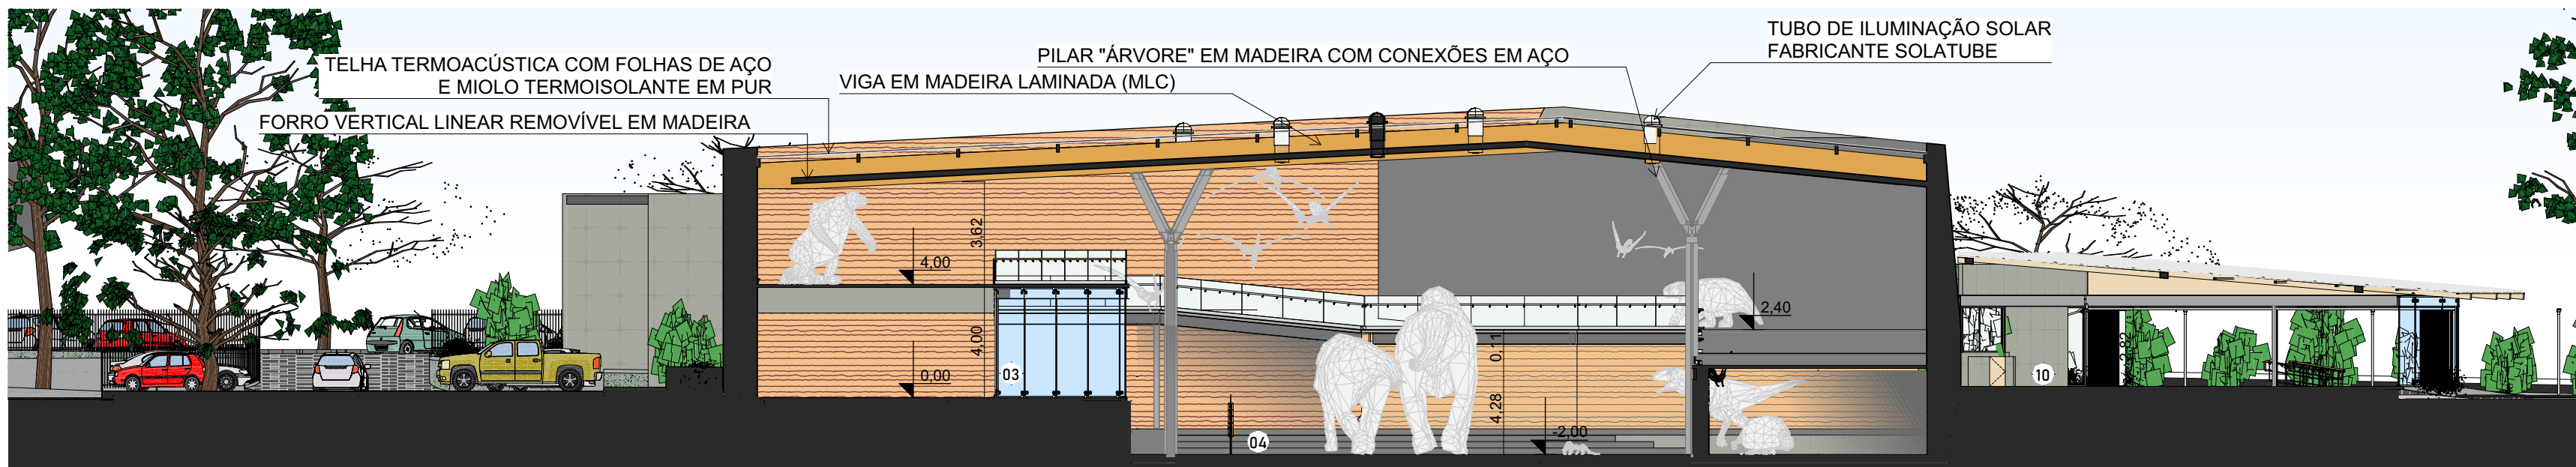 TUBO DE ILUMINAÇÃO SOLAR
FABRICANTE SOLATUBE
PILAR "ÁRVORE" EM MADEIRA COM CONEXÕES EM AÇO
TELHA TERMOACÚSTICA COM FOLHAS DE AÇO
E MIOLO TERMOISOLANTE EM PUR
VIGA EM MADEIRA LAMINADA (MLC)
FORRO VERTICAL LINEAR REMOVÍVEL EM MADEIRA
3,62
4,00
2,40
4,00
0,11
0,00
03
10
4,28
-2,00
04